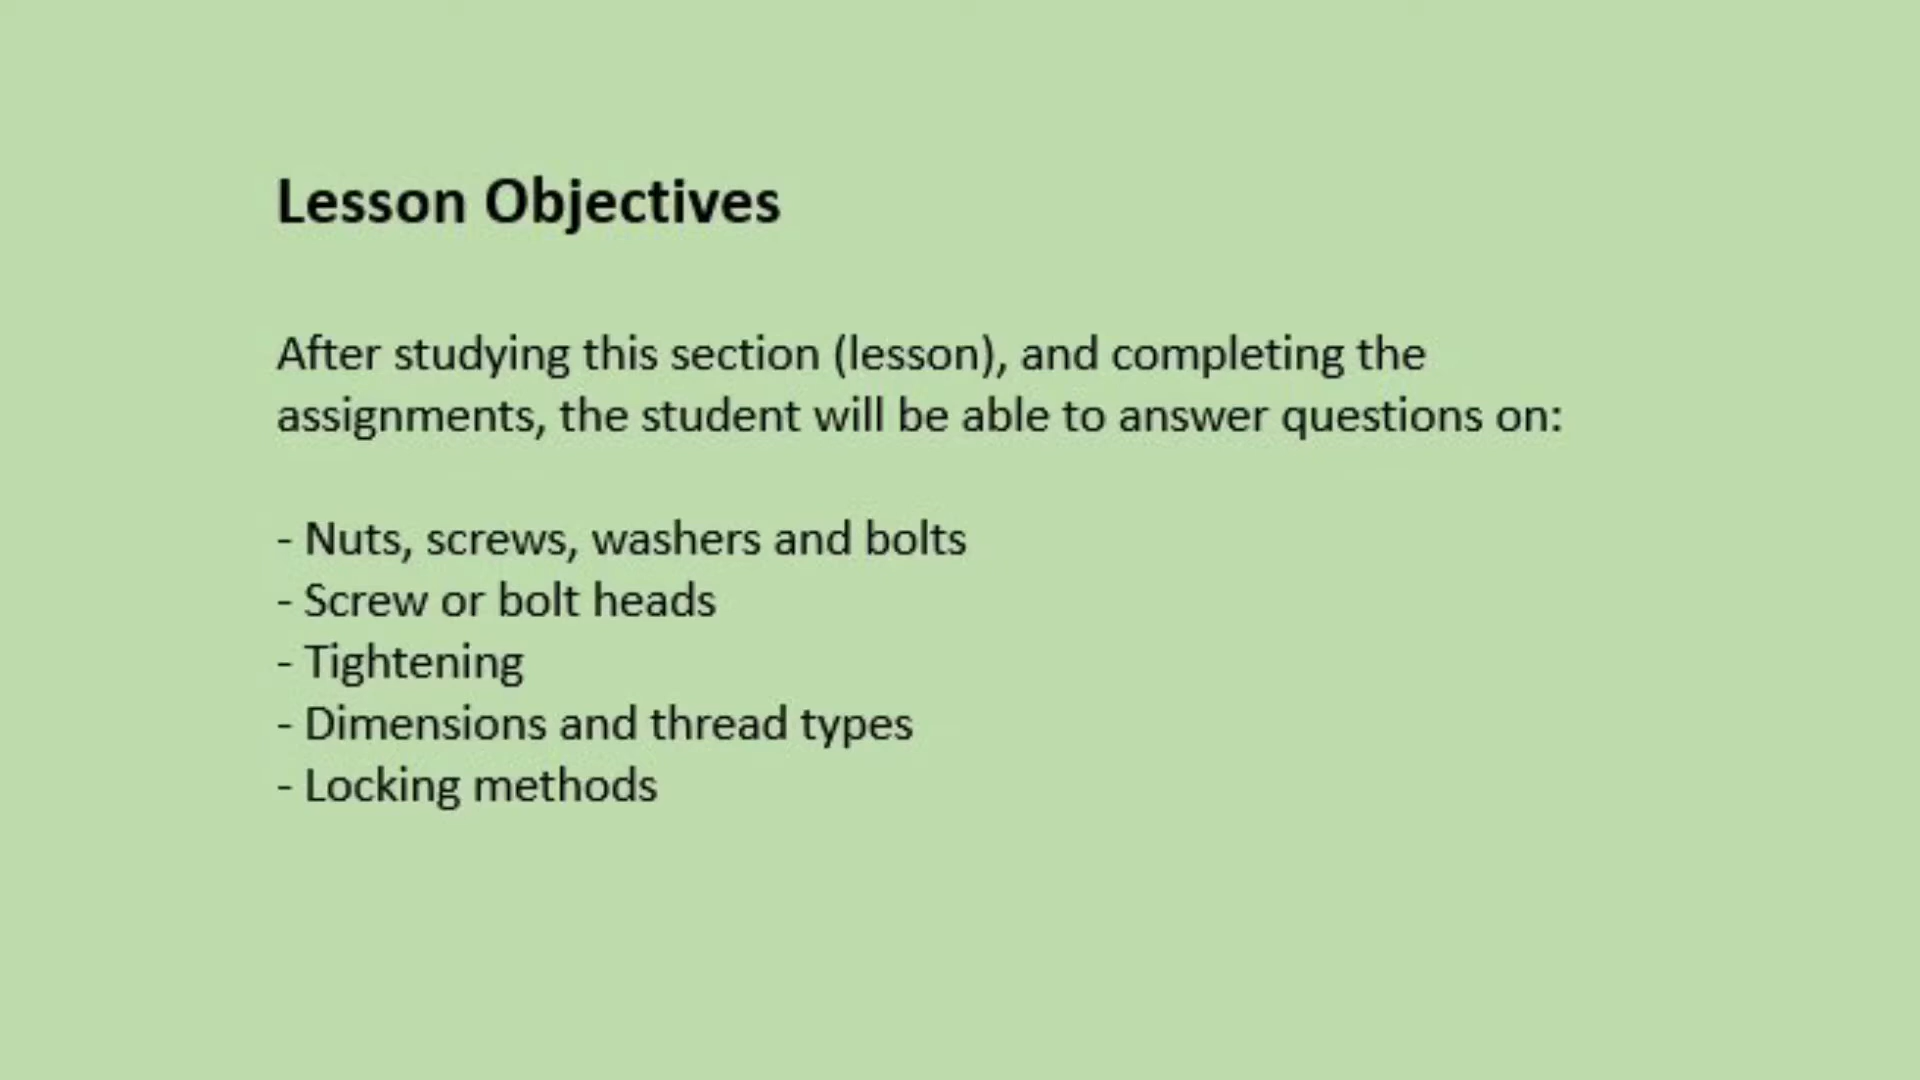 Lesson Objectives
After studying this section (lesson), and completing the
assignments, the student will be able to answer questions on:
- Nuts, screws, washers and bolts
- Screw or bolt heads
- Tightening
- Dimensions and thread types
- Locking methods